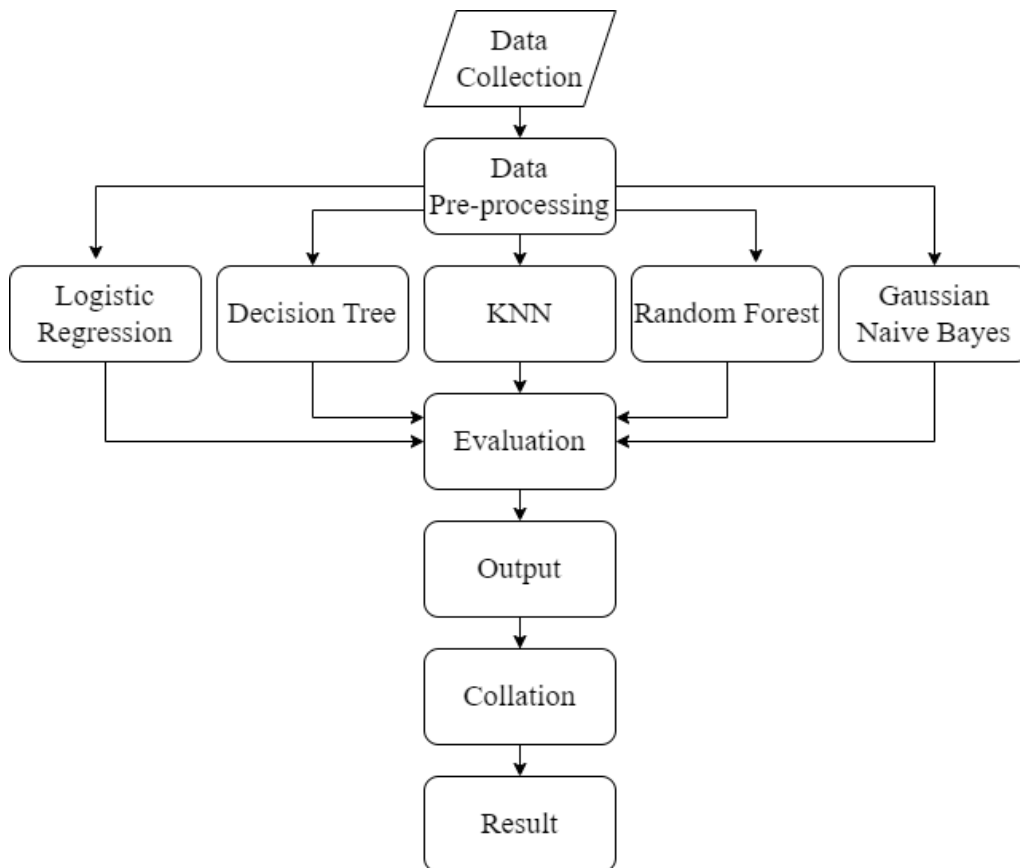 Data
Collection
Data
Pre-processing
Logistic
Regression
Decision Tree
KNN
Random Forest
Gaussian
Naive Bayes
Evaluation
Output
Collation
Result